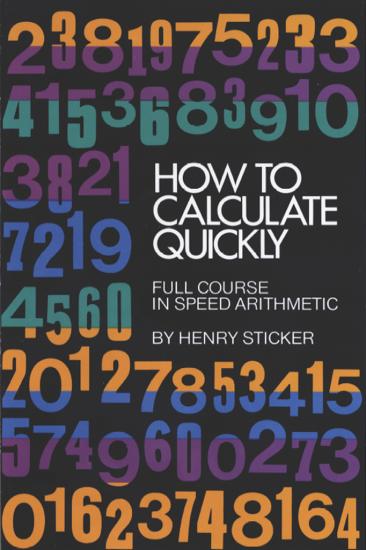 2381975233
4153683910
3821
7219
4560
HOW TO
CALCULATE
QUICKLY
FULL COURSE
IN SPEED ARITHMETIC
BY HENRY STICKER
20127853415
5749600273
01623748164